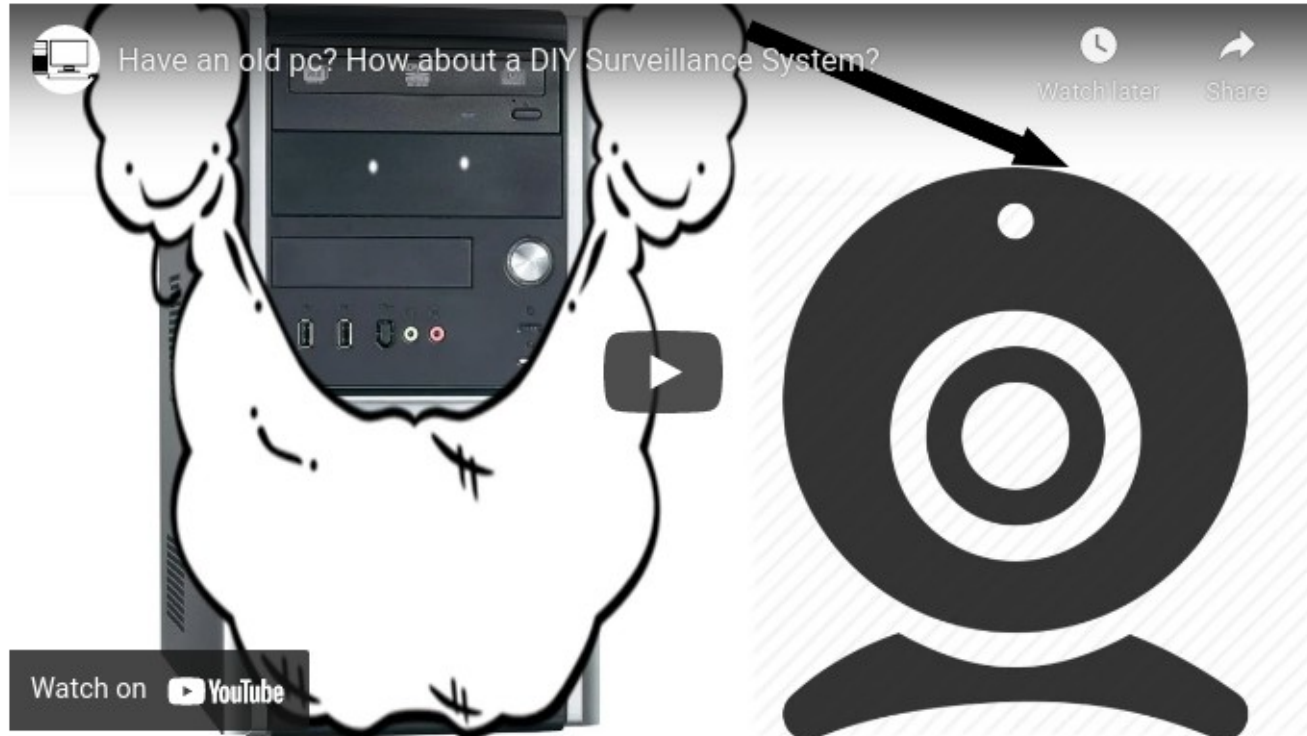 Have an old pc? How about a DIY Surveillance System?
Watch later
Share
Watch on YouTube